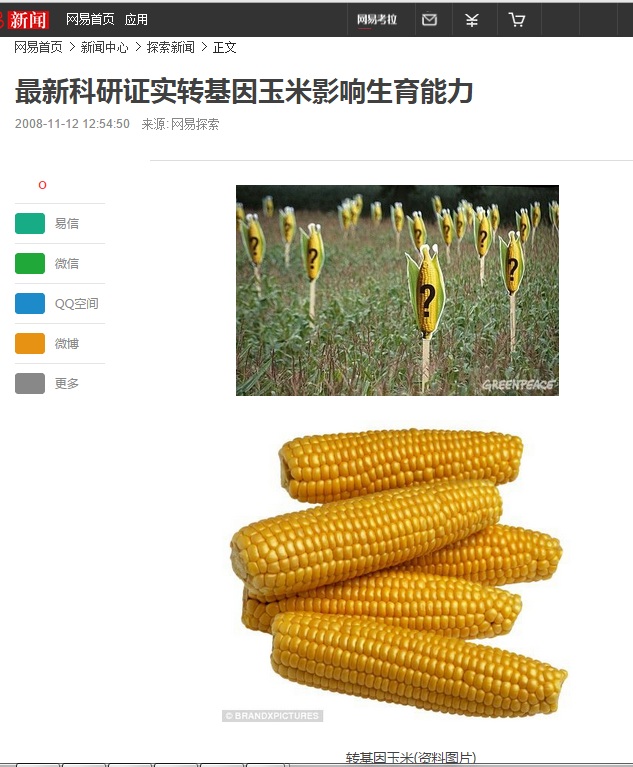 新闻 网易首页 应用 网易考拉
网易首页 > 新闻中心 > 探索新闻 > 正文
最新科研证实转基因玉米影响生育能力
2008-11-12 12:54:50 来源: 网易探索
0
易信
微信
QQ空间
微博
更多
?
?
?
?
?
GREENPEACE
© BRANDXPICTURES
转基因玉米(资料图片)